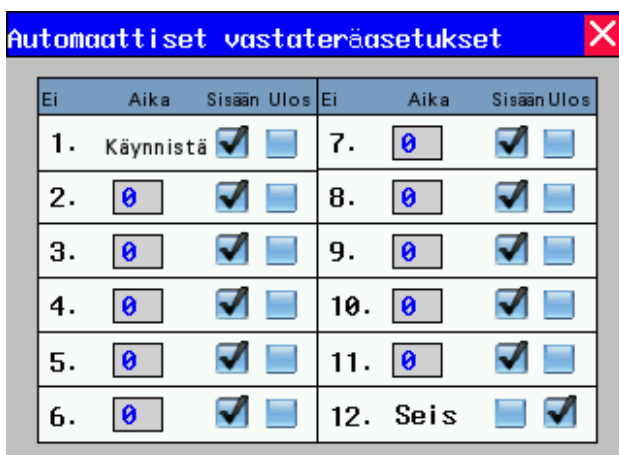 Automaattiset vastateräasetukset
Ei Aika Sisään Ulos Ei Aika Sisään Ulos
1. Käynnistä 7. 0
2. 0 8. 0
3. 0 9. 0
4. 0 10. 0
5. 0 11. 0
6. 0 12. Seis